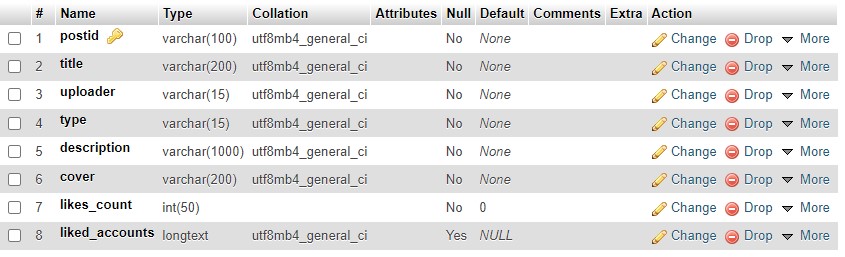 # Name Type Collation Attributes Null Default Comments Extra Action
1 postid varchar(100) utf8mb4_general_ci No None Change Drop More
2 title varchar(200) utf8mb4_general_ci No None Change Drop More
3 uploader varchar(15) utf8mb4_general_ci No None Change Drop More
4 type varchar(15) utf8mb4_general_ci No None Change Drop More
5 description varchar(1000) utf8mb4_general_ci No None Change Drop More
6 cover varchar(200) utf8mb4_general_ci No None Change Drop More
7 likes_count int(50) No 0 Change Drop More
8 liked_accounts longtext utf8mb4_general_ci Yes NULL Change Drop More